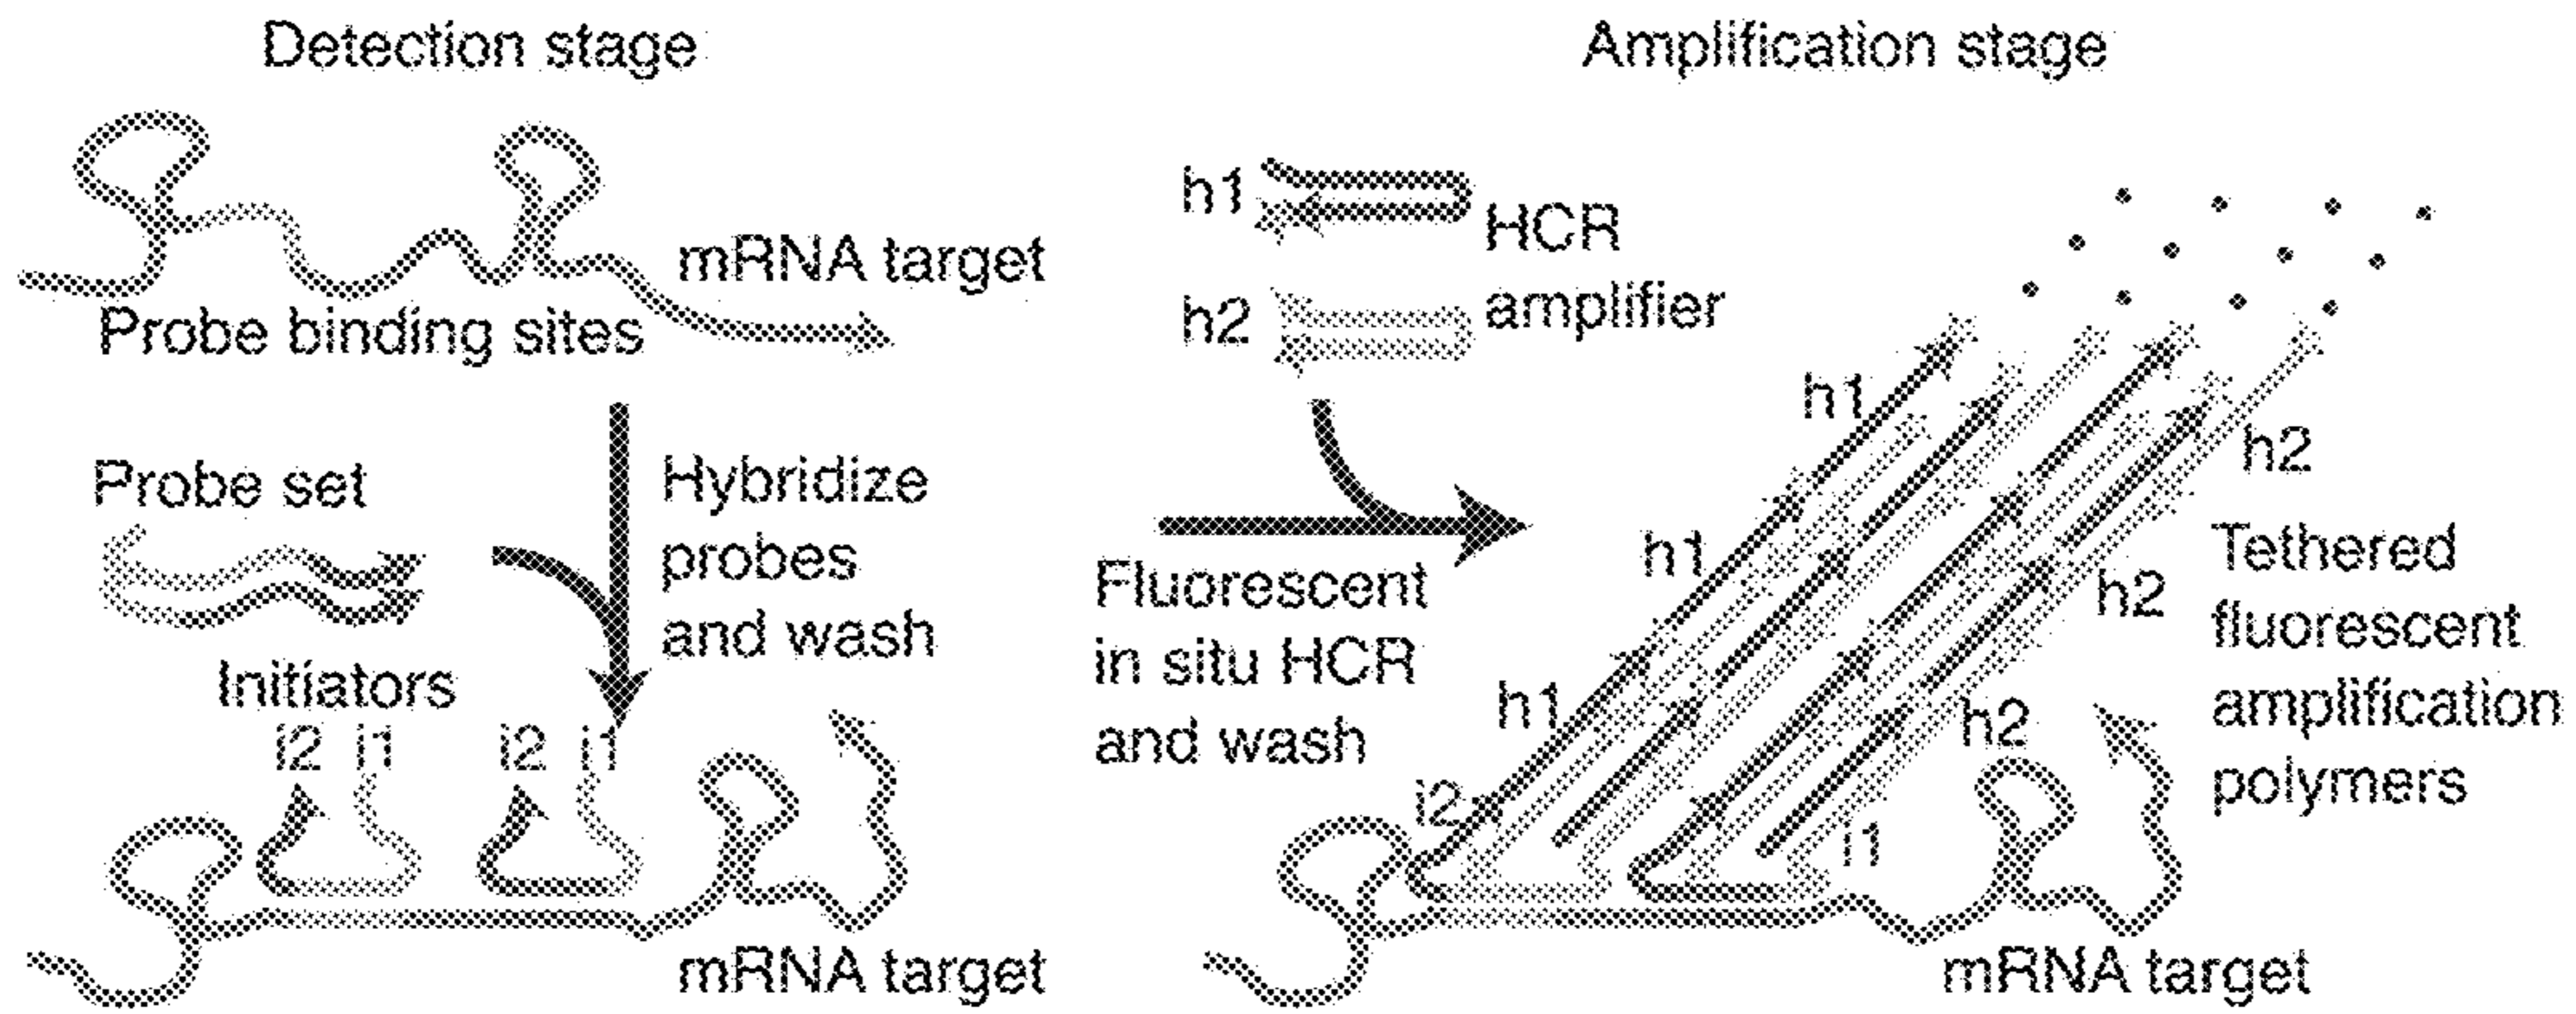 Detection stage
mRNA target
Probe binding sites
Probe set
Hybridize
probes
and wash
Initiators
i2 i1 i2 i1
mRNA target
Amplification stage
h1
HCR
amplifier
h2
Fluorescent
in situ HCR
and wash
h1
h1
h1
i2
h2
h2
h2
i1
Tethered
fluorescent
amplification
polymers
mRNA target